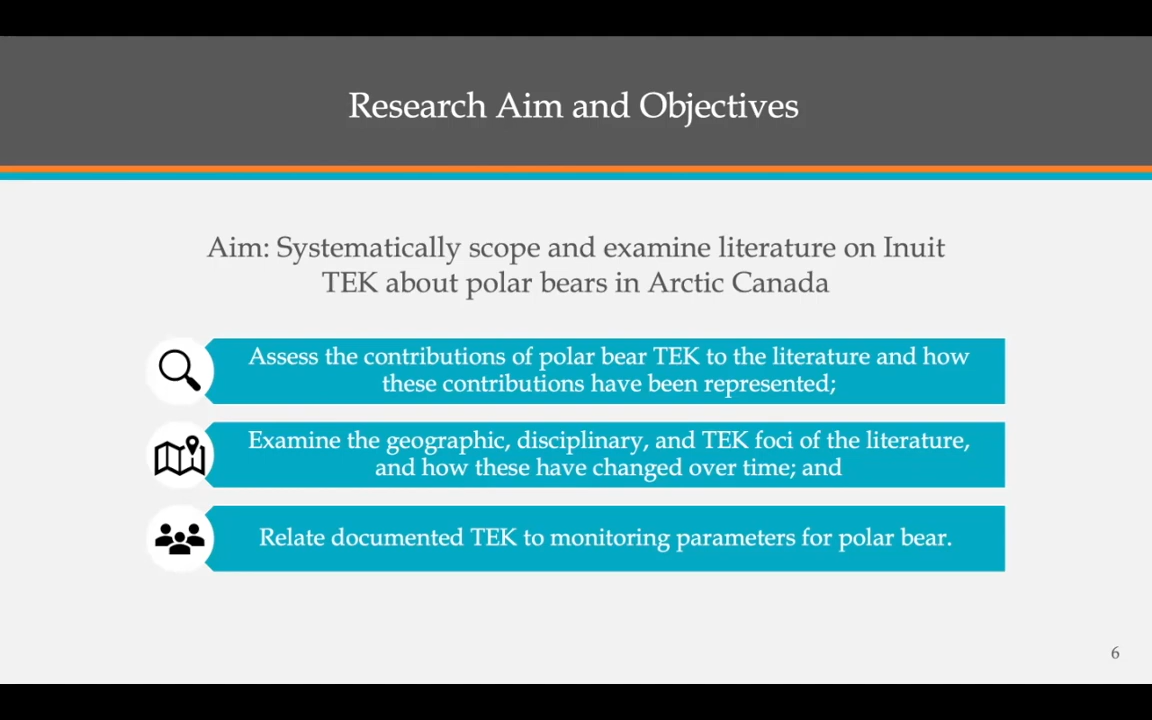 Research Aim and Objectives
Aim: Systematically scope and examine literature on Inuit
TEK about polar bears in Arctic Canada
Assess the contributions of polar bear TEK to the literature and how
these contributions have been represented;
Examine the geographic, disciplinary, and TEK foci of the literature,
and how these have changed over time; and
Relate documented TEK to monitoring parameters for polar bear.
6